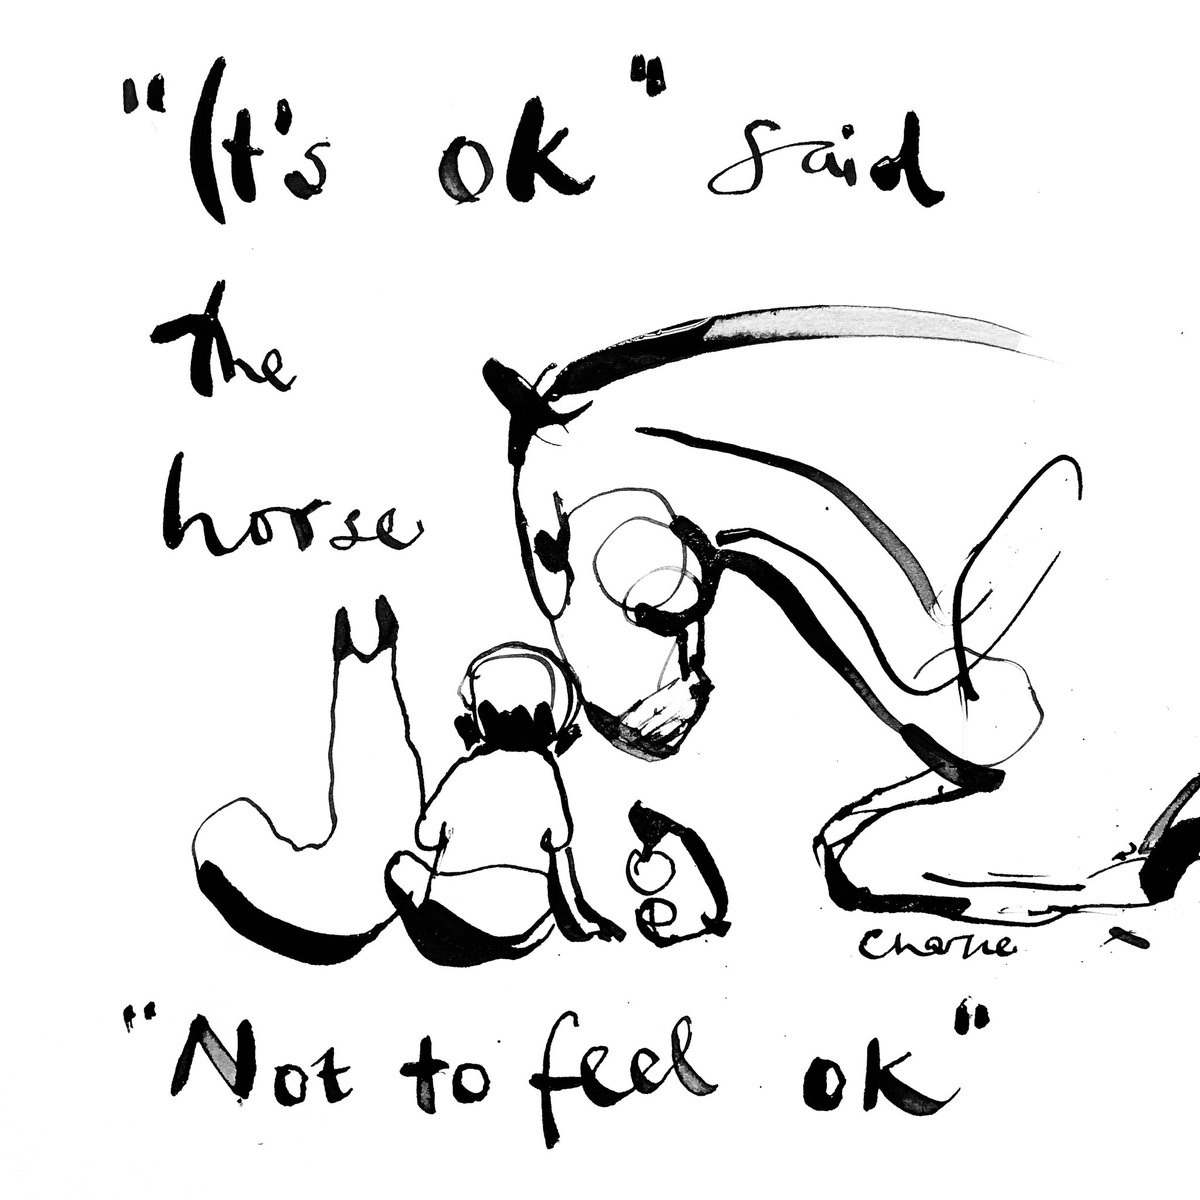 "It's ok" said
the
horse
Charlie
"Not to feel ok"